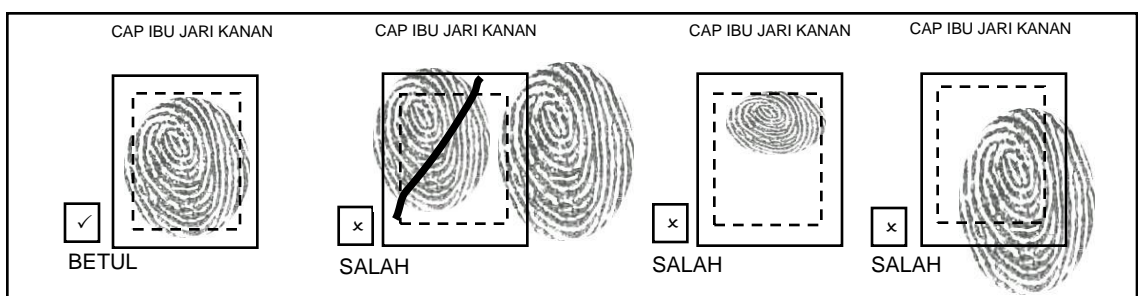 CAP IBU JARI KANAN
CAP IBU JARI KANAN
CAP IBU JARI KANAN
CAP IBU JARI KANAN
✓
BETUL
x
SALAH
x
SALAH
x
SALAH